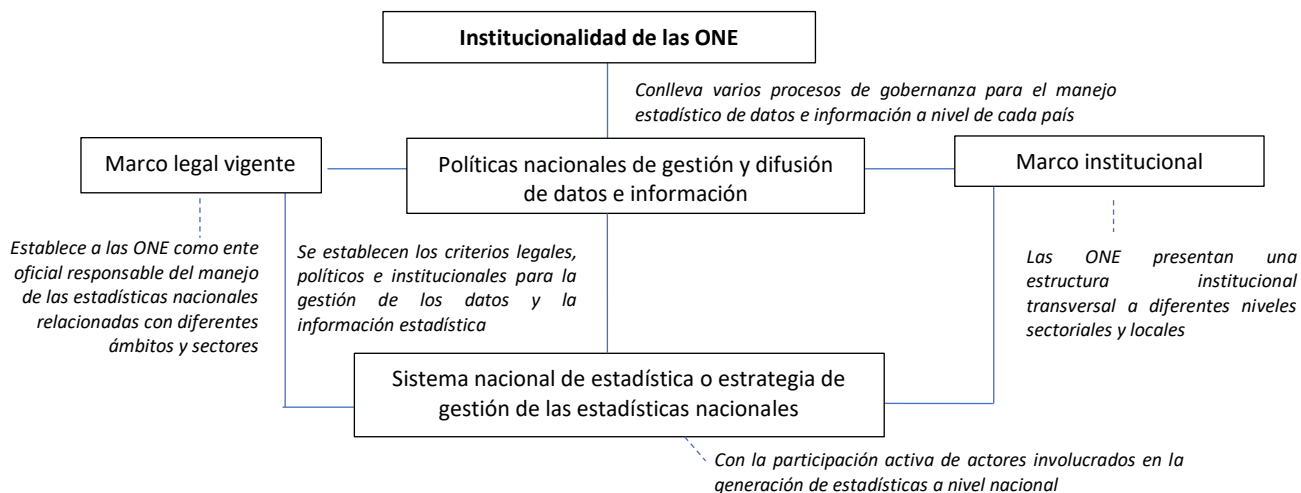 Institucionalidad de las ONE
Conlleva varios procesos de gobernanza para el manejo
estadístico de datos e información a nivel de cada país
Marco legal vigente
Políticas nacionales de gestión y difusión
de datos e información
Marco institucional
Establece a las ONE como ente
oficial responsable del manejo
de las estadísticas nacionales
relacionadas con diferentes
ámbitos y sectores
Se establecen los criterios legales,
políticos e institucionales para la
gestión de los datos y la
información estadística
Las ONE presentan una
estructura institucional
transversal a diferentes niveles
sectoriales y locales
Sistema nacional de estadística o estrategia de
gestión de las estadísticas nacionales
Con la participación activa de actores involucrados en la
generación de estadísticas a nivel nacional